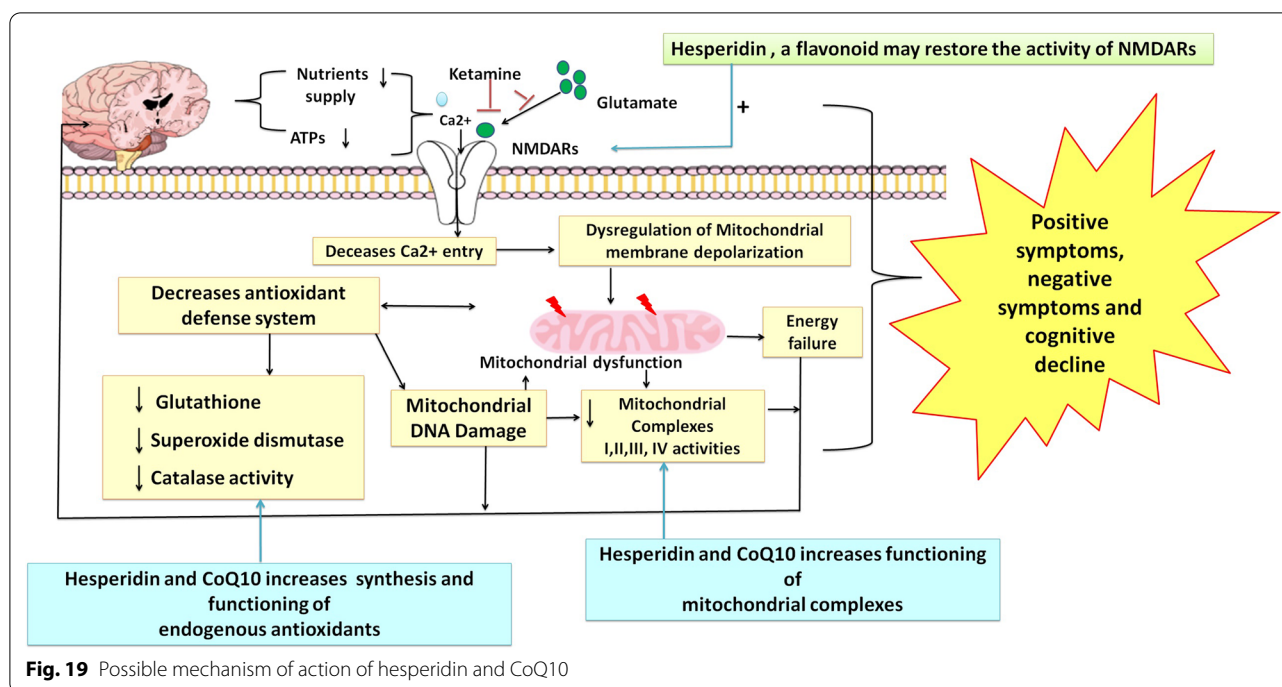 Hesperidin , a flavonoid may restore the activity of NMDARs
Nutrients
supply
ATPs
Ketamine
Ca2+
Glutamate
+
NMDARs
Deceases Ca2+ entry
Dysregulation of Mitochondrial
membrane depolarization
Decreases antioxidant
defense system
Energy
failure
Mitochondrial dysfunction
Glutathione
Superoxide dismutase
Catalase activity
Mitochondrial
DNA Damage
Mitochondrial
Complexes
I,II,III, IV activities
Positive
symptoms,
negative
symptoms and
cognitive
decline
Hesperidin and CoQ10 increases synthesis and
functioning of
endogenous antioxidants
Hesperidin and CoQ10 increases functioning
of
mitochondrial complexes
Fig. 19 Possible mechanism of action of hesperidin and CoQ10